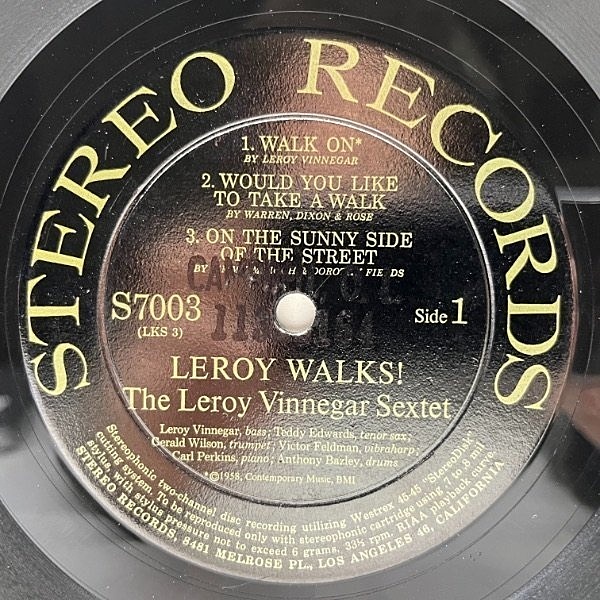 STEREO RECORDS
1. WALK ON*
BY LEROY VINNEGAR
2. WOULD YOU LIKE
TO TAKE A WALK
BY WARREN, DIXON & ROSE
3. ON THE SUNNY SIDE
OF THE STREET
BY & DOROTHY FIELDS
S7003
(LKS 3)
Side 1
LEROY WALKS!
The Leroy Vinnegar Sextet
Leroy Vinnegar, bass; Teddy Edwards, tenor sax;
Gerald Wilson, trumpet; Victor Feldman, vibraharp;
Carl Perkins, piano; Anthony Bazley, drums
*©1958, Contemporary Music, BMI
Stereophonic two-channel disc recording utilizing Westrex 45-45 "StereoDisk"
cutting system. To be reproduced only with stereophonic cartridge using .7 to .8 mil
stylus, with stylus pressure not to exceed 6 grams, 33⅓ rpm, RIAA playback curve.
STEREO RECORDS, 8481 MELROSE PL., LOS ANGELES 46, CALIFORNIA